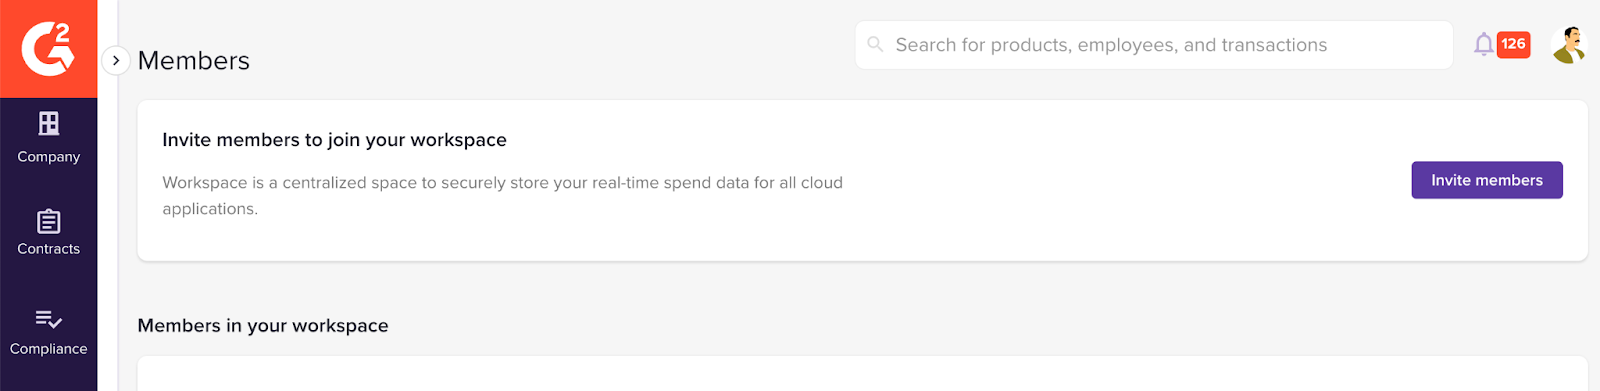 G2
Company
Contracts
Compliance
Members
Search for products, employees, and transactions
126
Invite members to join your workspace
Workspace is a centralized space to securely store your real-time spend data for all cloud
applications.
Invite members
Members in your workspace